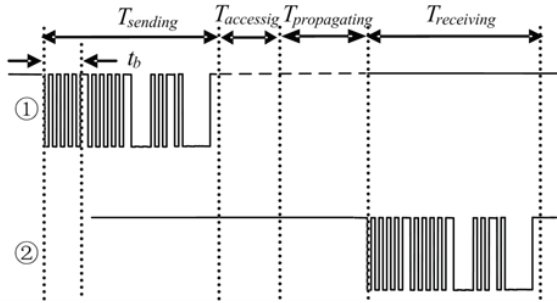 Tsending Taccessig Tpropagating Treceiving
tb
①
②